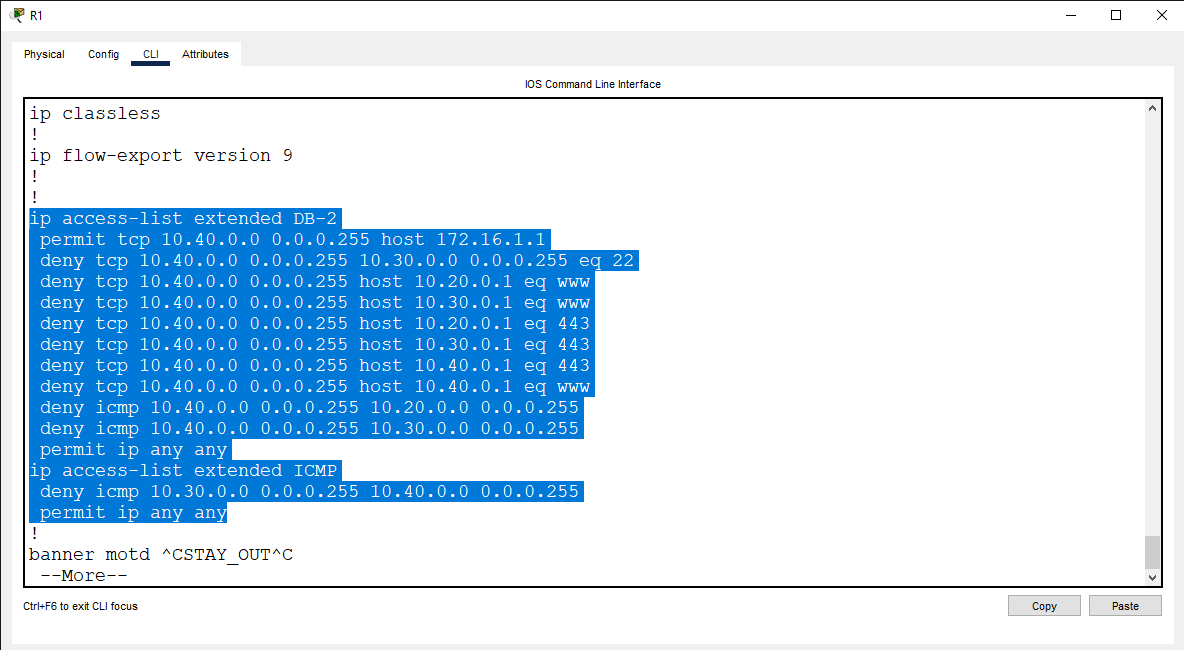 R1
Physical Config CLI Attributes
IOS Command Line Interface
ip classless
!
ip flow-export version 9
!
!
ip access-list extended DB-2
 permit tcp 10.40.0.0 0.0.0.255 host 172.16.1.1
 deny tcp 10.40.0.0 0.0.0.255 10.30.0.0 0.0.0.255 eq 22
 deny tcp 10.40.0.0 0.0.0.255 host 10.20.0.1 eq www
 deny tcp 10.40.0.0 0.0.0.255 host 10.30.0.1 eq www
 deny tcp 10.40.0.0 0.0.0.255 host 10.20.0.1 eq 443
 deny tcp 10.40.0.0 0.0.0.255 host 10.30.0.1 eq 443
 deny tcp 10.40.0.0 0.0.0.255 host 10.40.0.1 eq 443
 deny tcp 10.40.0.0 0.0.0.255 host 10.40.0.1 eq www
 deny icmp 10.40.0.0 0.0.0.255 10.20.0.0 0.0.0.255
 deny icmp 10.40.0.0 0.0.0.255 10.30.0.0 0.0.0.255
 permit ip any any
ip access-list extended ICMP
 deny icmp 10.30.0.0 0.0.0.255 10.40.0.0 0.0.0.255
 permit ip any any
!
banner motd ^CSTAY_OUT^C
 --More--
Ctrl+F6 to exit CLI focus
Copy Paste